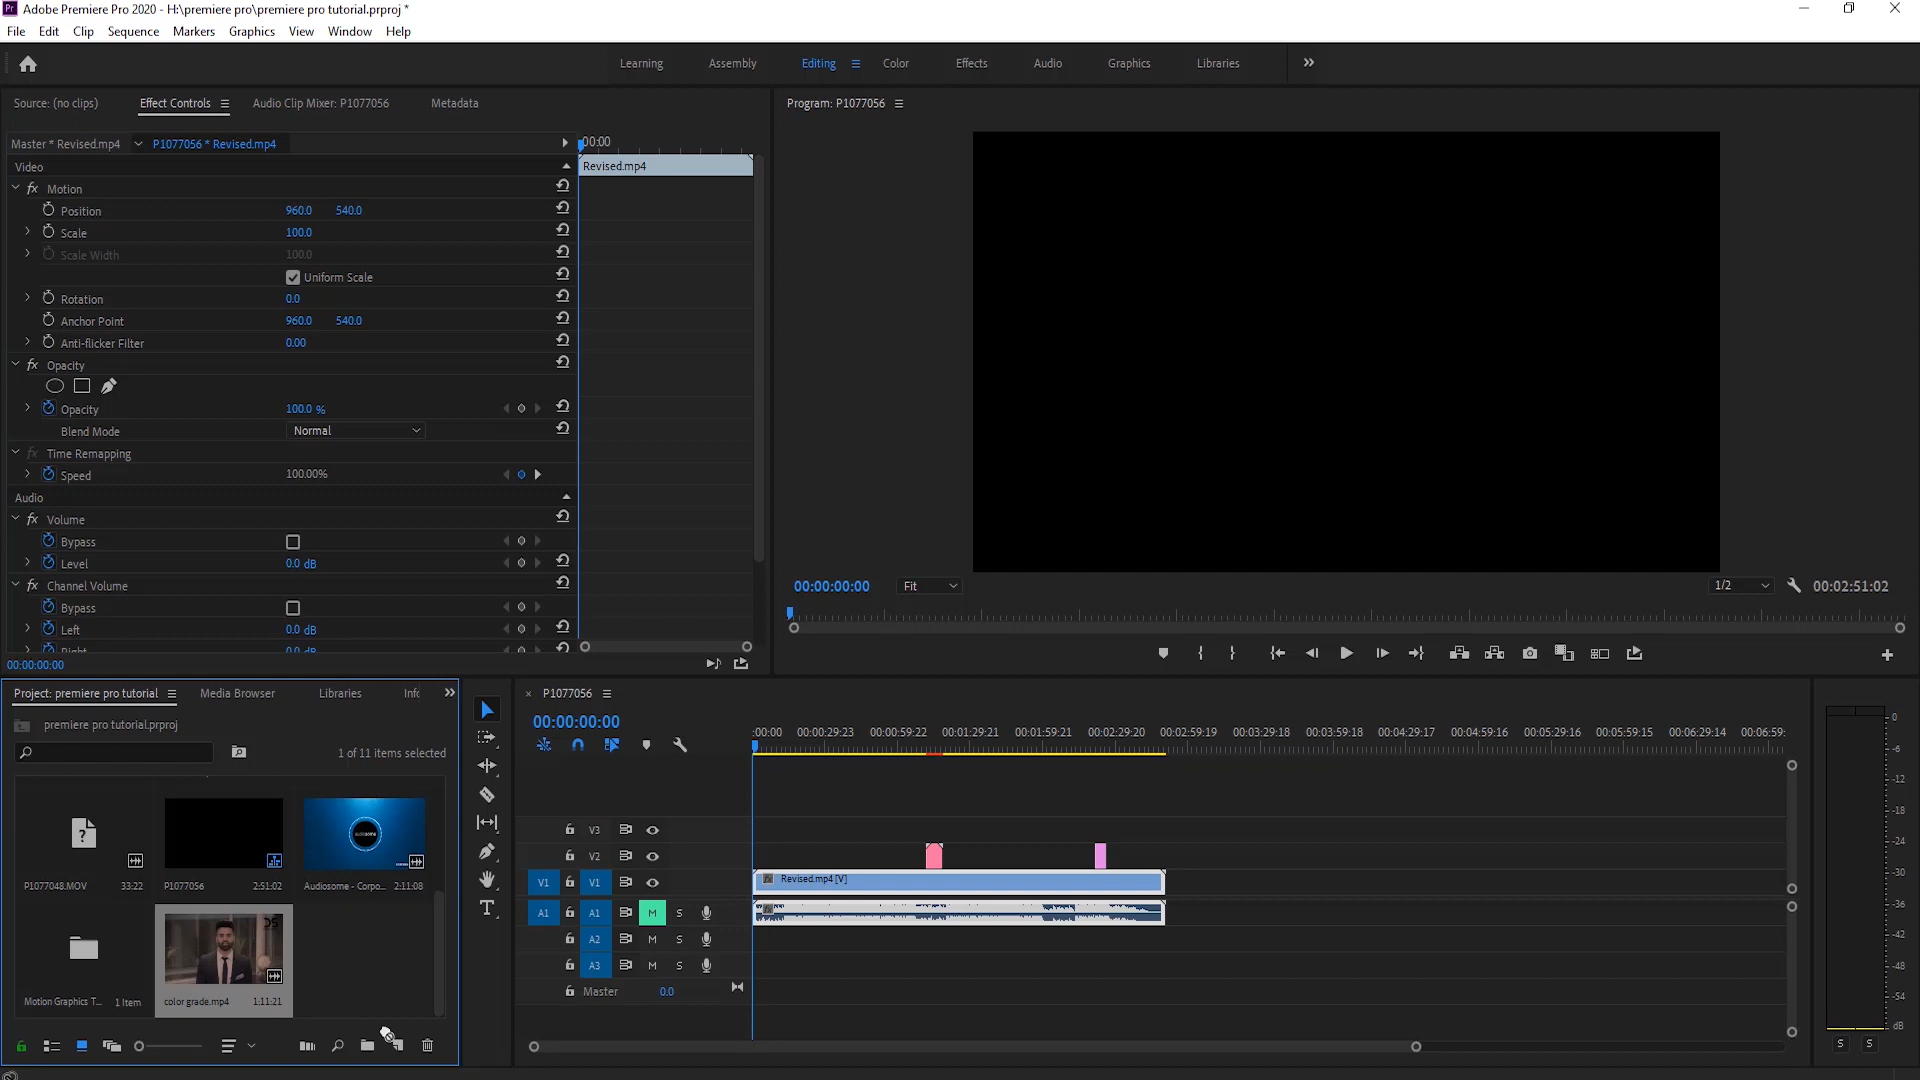 Adobe Premiere Pro 2020 - H:\premiere pro\premiere pro tutorial.prproj *
File Edit Clip Sequence Markers Graphics View Window Help
Learning Assembly Editing Color Effects Audio Graphics Libraries
Source: (no clips) Effect Controls Audio Clip Mixer: P1077056 Metadata
Program: P1077056
Master * Revised.mp4 P1077056 * Revised.mp4
:00:00
Video
Revised.mp4
Motion
Position 960.0 540.0
Scale 100.0
Scale Width 100.0
Uniform Scale
Rotation 0.0
Anchor Point 960.0 540.0
Anti-flicker Filter 0.00
Opacity
Opacity 100.0 %
Blend Mode Normal
Time Remapping
Speed 100.00%
Audio
Volume
Bypass
Level 0.0 dB
Channel Volume
Bypass
Left 0.0 dB
Right 0.0 dB
00:00:00:00
00:00:00:00 Fit 1/2 00:02:51:02
Project: premiere pro tutorial Media Browser Libraries Info
premiere pro tutorial.prproj
1 of 11 items selected
P1077048.MOV 33:22
P1077056 2:51:02
Audiosome - Corpo... 2:11:08
Motion Graphics T... 1 Item
color grade.mp4 1:11:21
P1077056
00:00:00:00
:00:00 00:00:29:23 00:00:59:22 00:01:29:21 00:01:59:21 00:02:29:20 00:02:59:19 00:03:29:18 00:03:59:18 00:04:29:17 00:04:59:16 00:05:29:16 00:05:59:15 00:06:29:14 00:06:59:
V3
V2
V1 V1
Revised.mp4 [V]
A1 A1 M S
A2 M S
A3 M S
Master 0.0
0
-6
-12
-18
-30
-36
-42
-48
-54
dB
S S